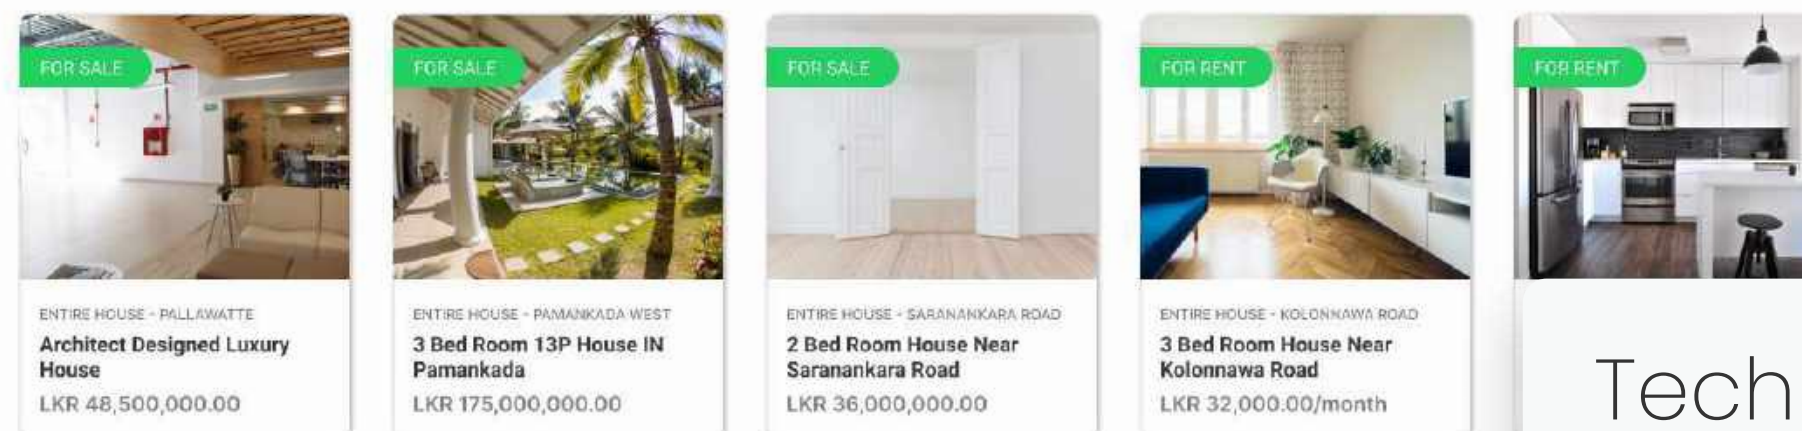 FOR SALE
ENTIRE HOUSE - PALLAWATTE
Architect Designed Luxury
House
LKR 48,500,000.00
FOR SALE
ENTIRE HOUSE - PAMANKADA WEST
3 Bed Room 13P House IN
Pamankada
LKR 175,000,000.00
FOR SALE
ENTIRE HOUSE - SARANANKARA ROAD
2 Bed Room House Near
Saranankara Road
LKR 36,000,000.00
FOR RENT
ENTIRE HOUSE - KOLONNAWA ROAD
3 Bed Room House Near
Kolonnawa Road
LKR 32,000.00/month
FOR RENT
Tech